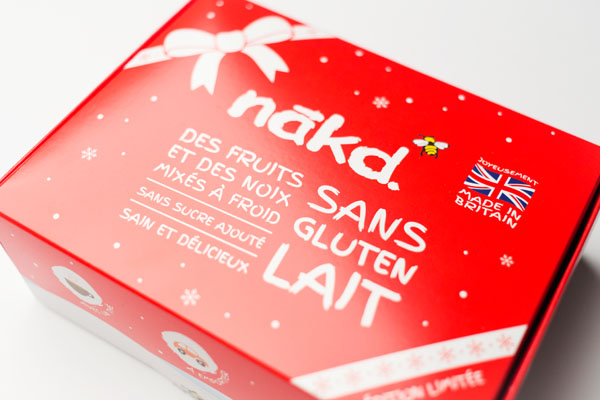 nākd.
DES FRUITS
ET DES NOIX
MIXÉS À FROID
SANS SUCRE AJOUTÉ
SAIN ET DÉLICIEUX
SANS
GLUTEN
LAIT
JOYEUSEMENT
MADE IN
BRITAIN
ÉDITION LIMITÉE